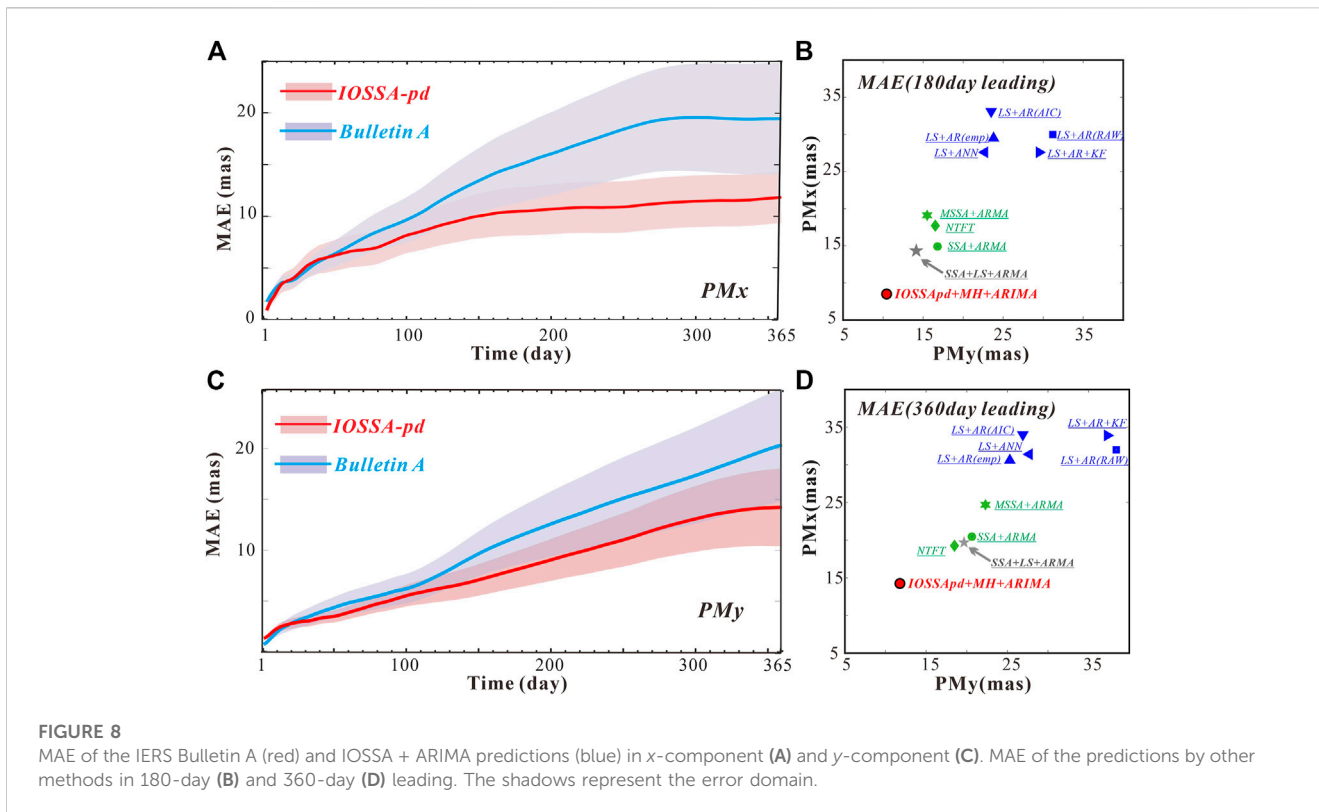 A
IOSSA-pd
Bulletin A
20
10
0
MAE (mas)
PMx
1
100
200
300
365
Time (day)
B
MAE(180day leading)
35
25
15
5
PMx(mas)
LS+AR(AIC)
LS+AR(emp)
LS+AR(RAW)
LS+ANN
LS+AR+KF
MSSA+ARMA
NTFT
SSA+ARMA
SSA+LS+ARMA
IOSSApd+MH+ARIMA
5
15
25
35
PMy(mas)
C
IOSSA-pd
Bulletin A
20
10
MAE (mas)
PMy
1
100
200
300
365
Time (day)
D
MAE(360day leading)
35
25
15
5
PMx(mas)
LS+AR(AIC)
LS+AR+KF
LS+ANN
LS+AR(emp)
LS+AR(RAW)
MSSA+ARMA
SSA+ARMA
NTFT
SSA+LS+ARMA
IOSSApd+MH+ARIMA
5
15
25
35
PMy(mas)
FIGURE 8
MAE of the IERS Bulletin A (red) and IOSSA + ARIMA predictions (blue) in x-component (A) and y-component (C). MAE of the predictions by other
methods in 180-day (B) and 360-day (D) leading. The shadows represent the error domain.